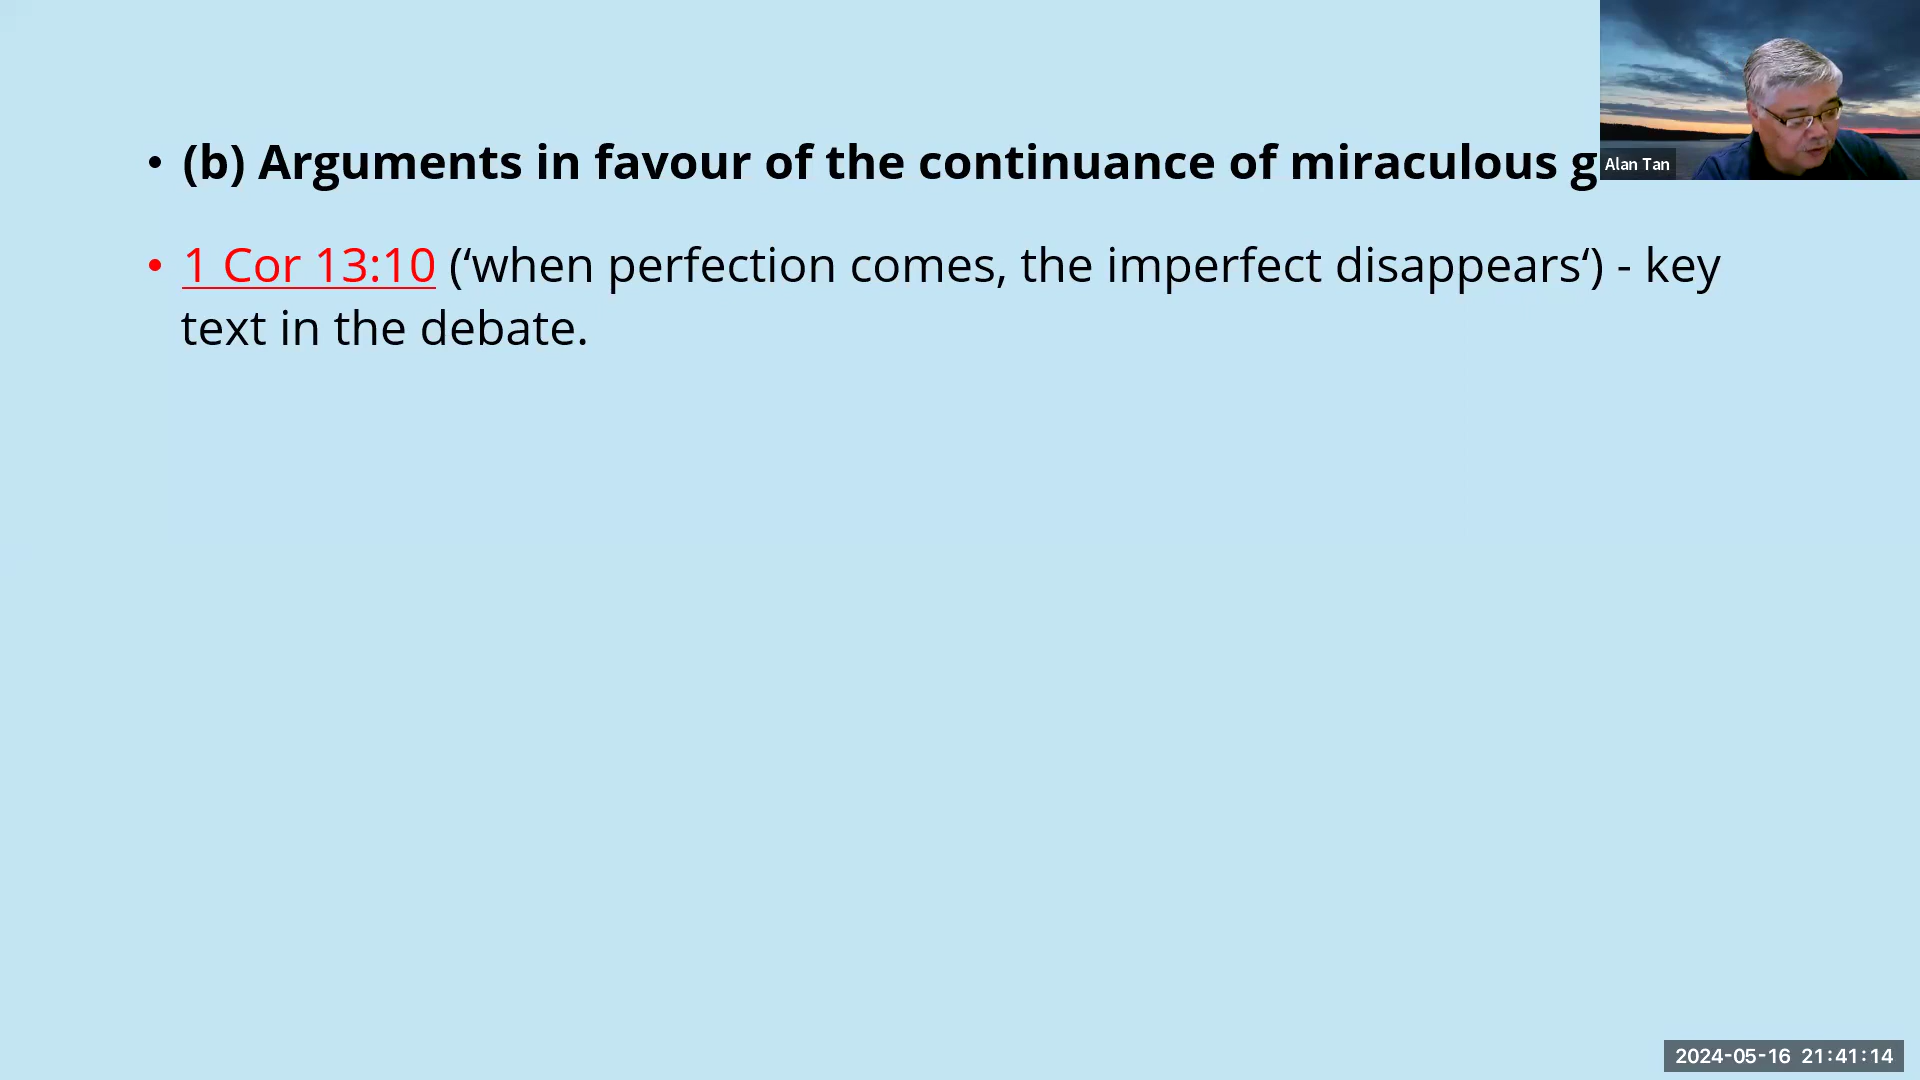 • (b) Arguments in favour of the continuance of miraculous g
Alan Tan
• 1 Cor 13:10 (‘when perfection comes, the imperfect disappears‘) - key
text in the debate.
2024-05-16 21:41:14